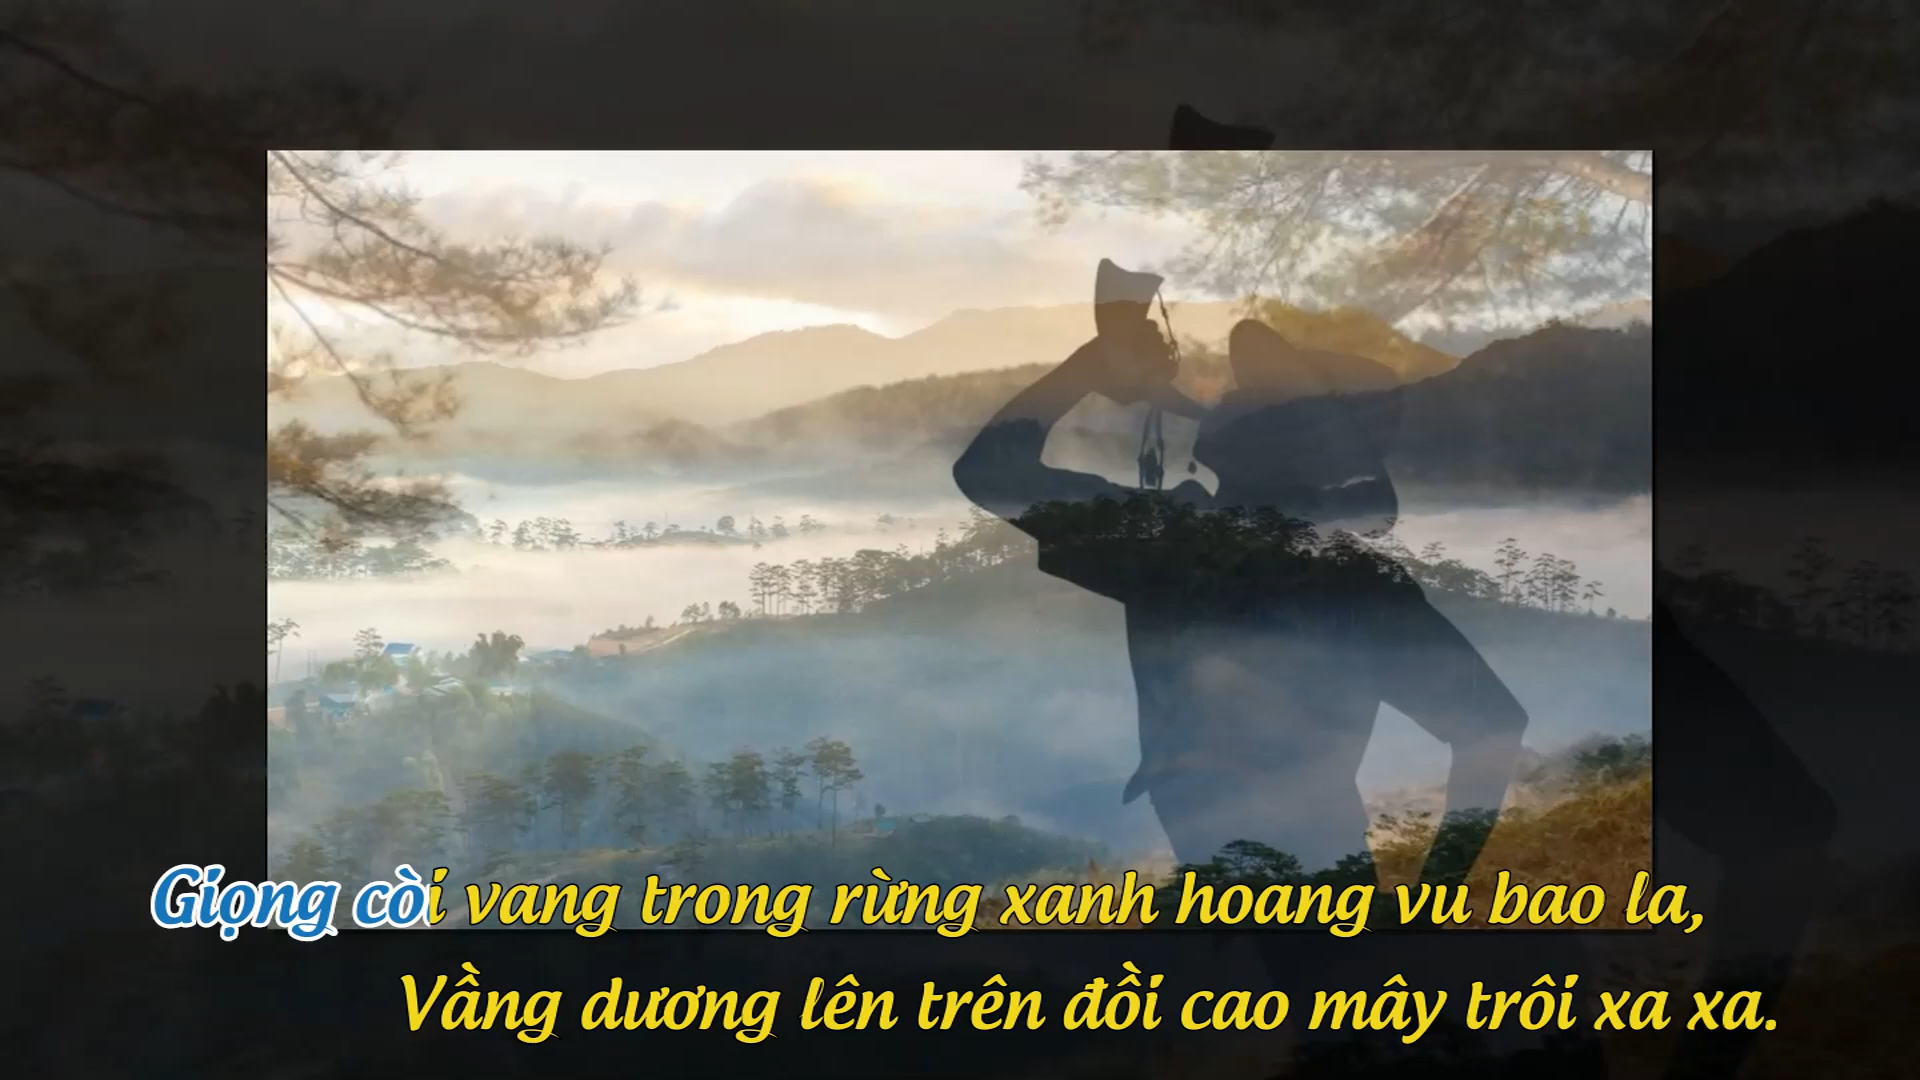 Giọng còi vang trong rừng xanh hoang vu bao la,
Vầng dương lên trên đồi cao mây trôi xa xa.